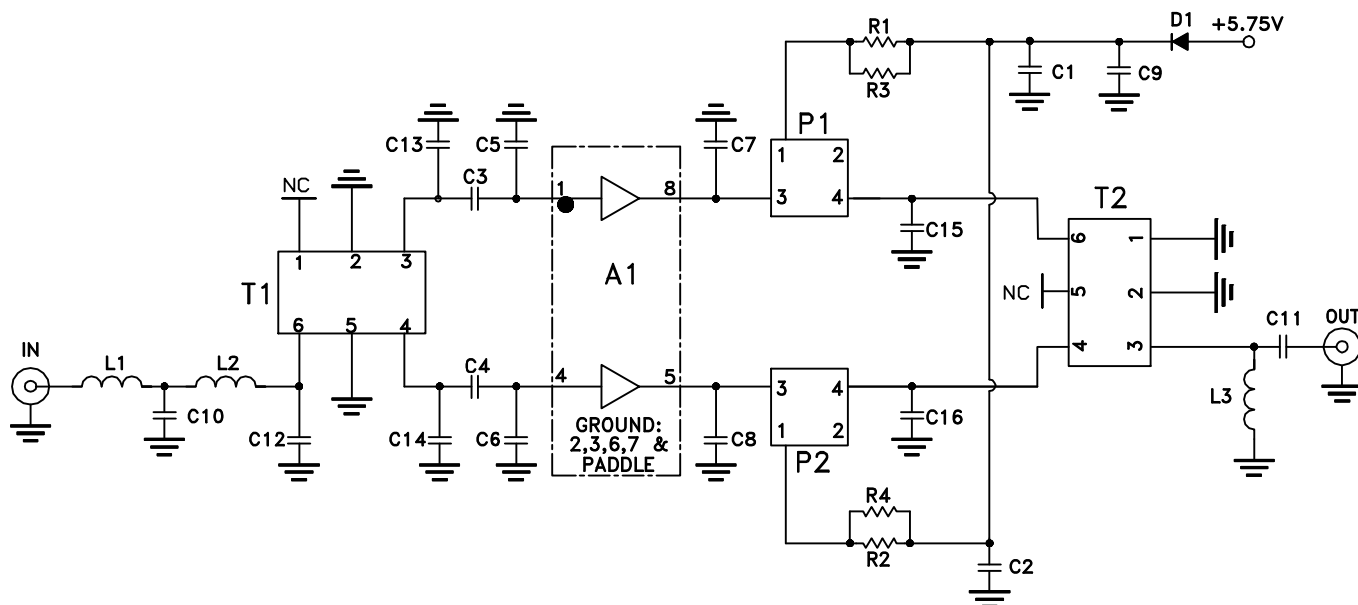 R1
D1
+5.75V
R3
C1
C9
C13
C5
C7
P1
1
2
3
4
NC
C3
1
8
C15
T2
6
1
NC
5
2
4
3
A1
1
2
3
T1
6
5
4
IN
L1
L2
C10
C12
C4
C14
C6
4
5
GROUND:
2,3,6,7 &
PADDLE
C8
3
4
1
2
P2
C16
C11
OUT
L3
R4
R2
C2